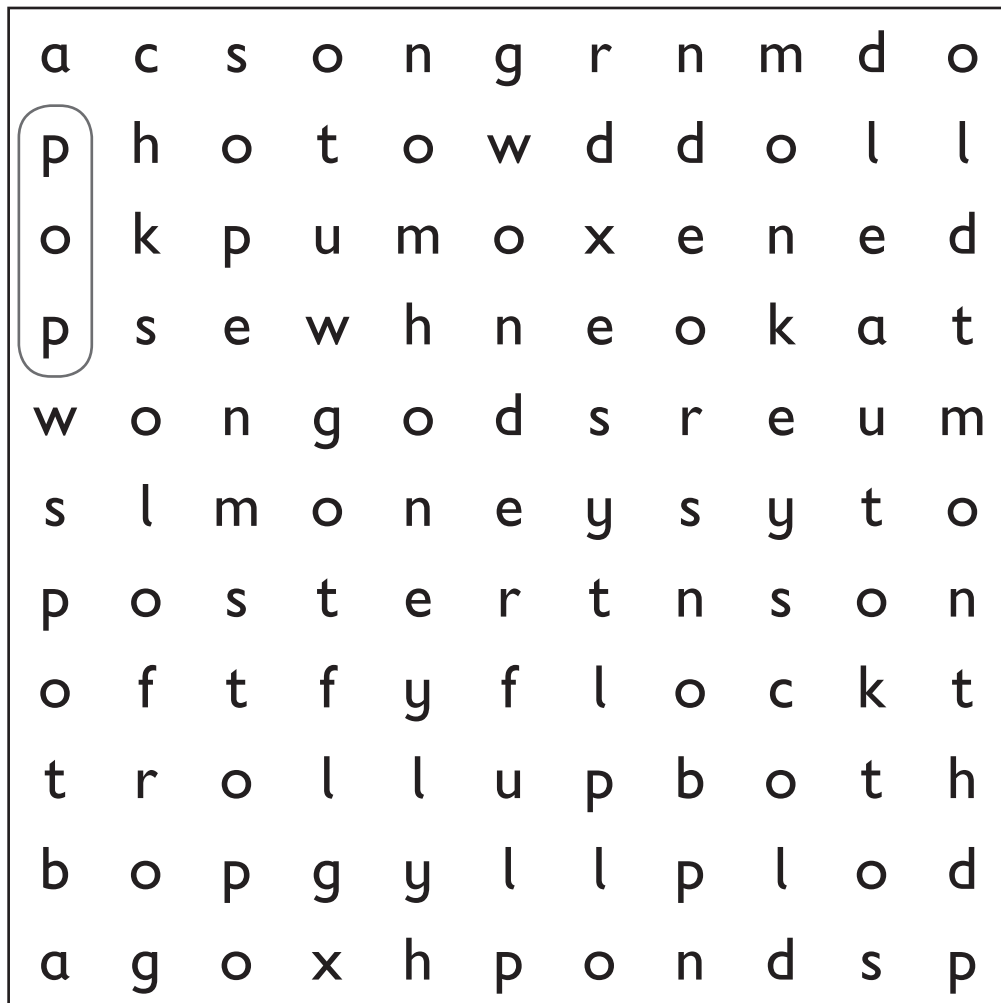 a c s o n g r n m d o
p h o t o w d d o l l
o k p u m o x e n e d
p s e w h n e o k a t
w o n g o d s r e u m
s l m o n e y s y t o
p o s t e r t n s o n
o f t f y f l o c k t
t r o l l u p b o t h
b o p g y l l p l o d
a g o x h p o n d s p